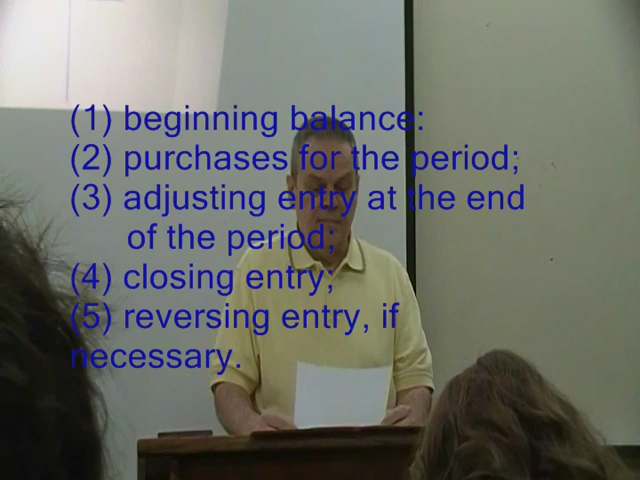 (1) beginning balance:
(2) purchases for the period;
(3) adjusting entry at the end
of the period;
(4) closing entry;
(5) reversing entry, if
necessary.